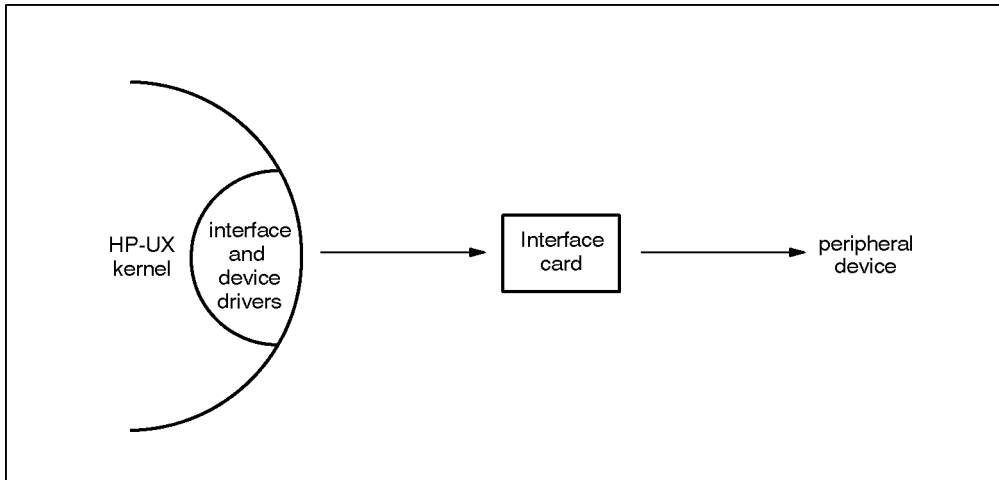 HP-UX
kernel
interface
and
device
drivers
Interface
card
peripheral
device